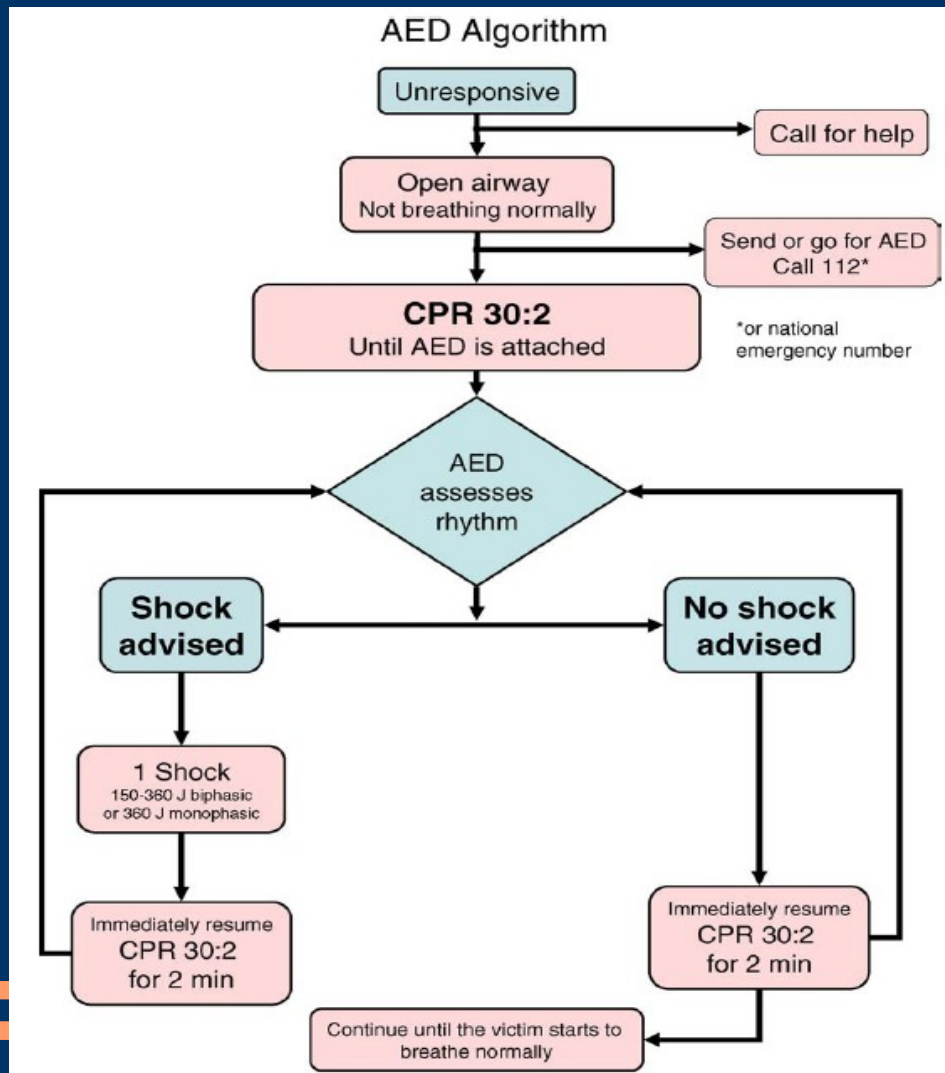 AED Algorithm
Unresponsive
Call for help
Open airway
Not breathing normally
Send or go for AED
Call 112*
CPR 30:2
Until AED is attached
*or national
emergency number
AED
assesses
rhythm
Shock
advised
No shock
advised
1 Shock
150-360 J biphasic
or 360 J monophasic
Immediately resume
CPR 30:2
for 2 min
Immediately resume
CPR 30:2
for 2 min
Continue until the victim starts to
breathe normally